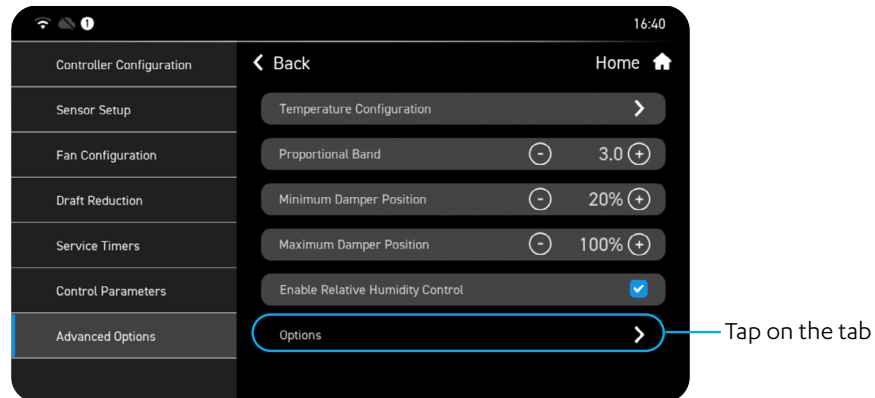 1 16:40
Controller Configuration
Sensor Setup
Fan Configuration
Draft Reduction
Service Timers
Control Parameters
Advanced Options
Back Home
Temperature Configuration
Proportional Band - 3.0 +
Minimum Damper Position - 20% +
Maximum Damper Position - 100% +
Enable Relative Humidity Control
Options
Tap on the tab